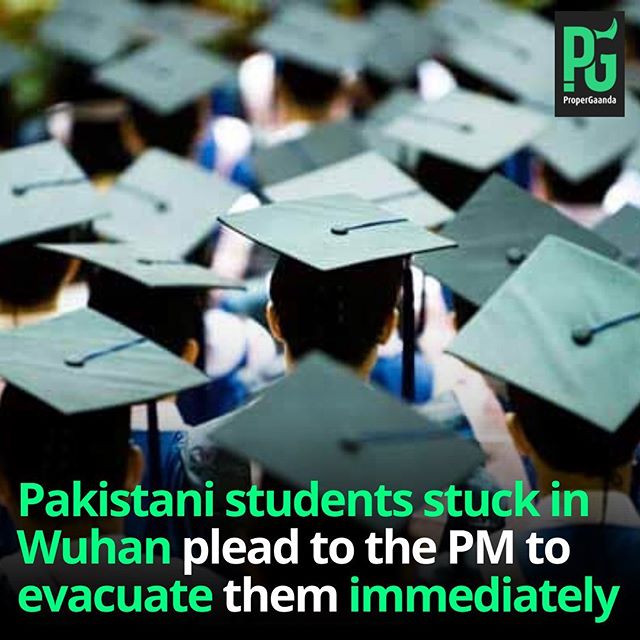 PG
ProperGaanda
Pakistani students stuck in
Wuhan plead to the PM to
evacuate them immediately